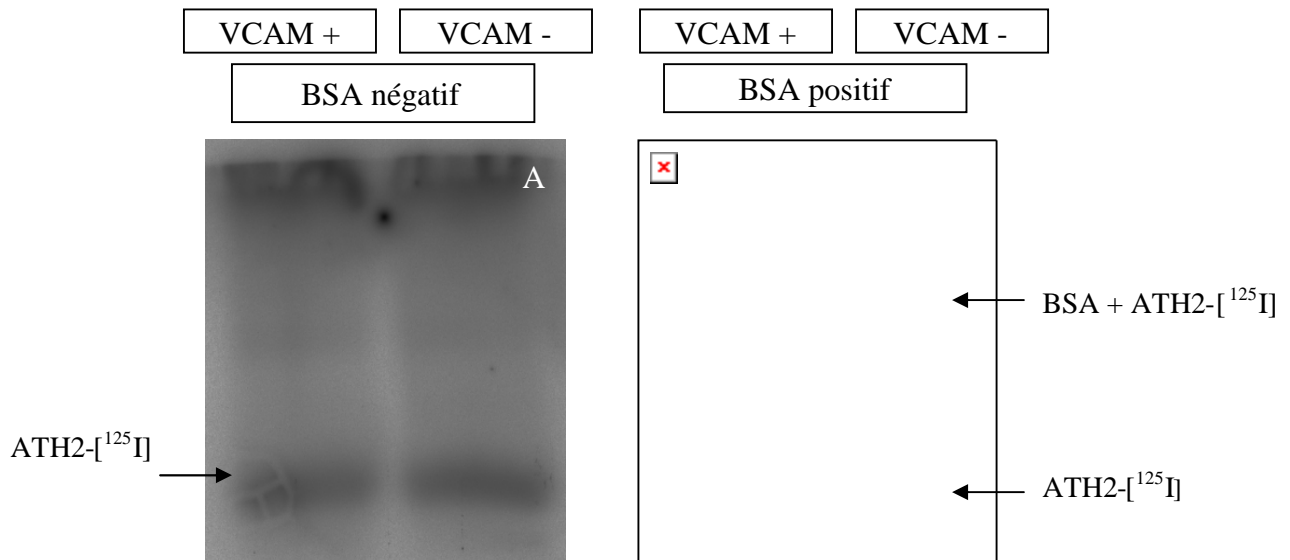 VCAM + VCAM - VCAM + VCAM -
BSA négatif BSA positif
A
BSA + ATH2-[¹²⁵I]
ATH2-[¹²⁵I]
ATH2-[¹²⁵I]